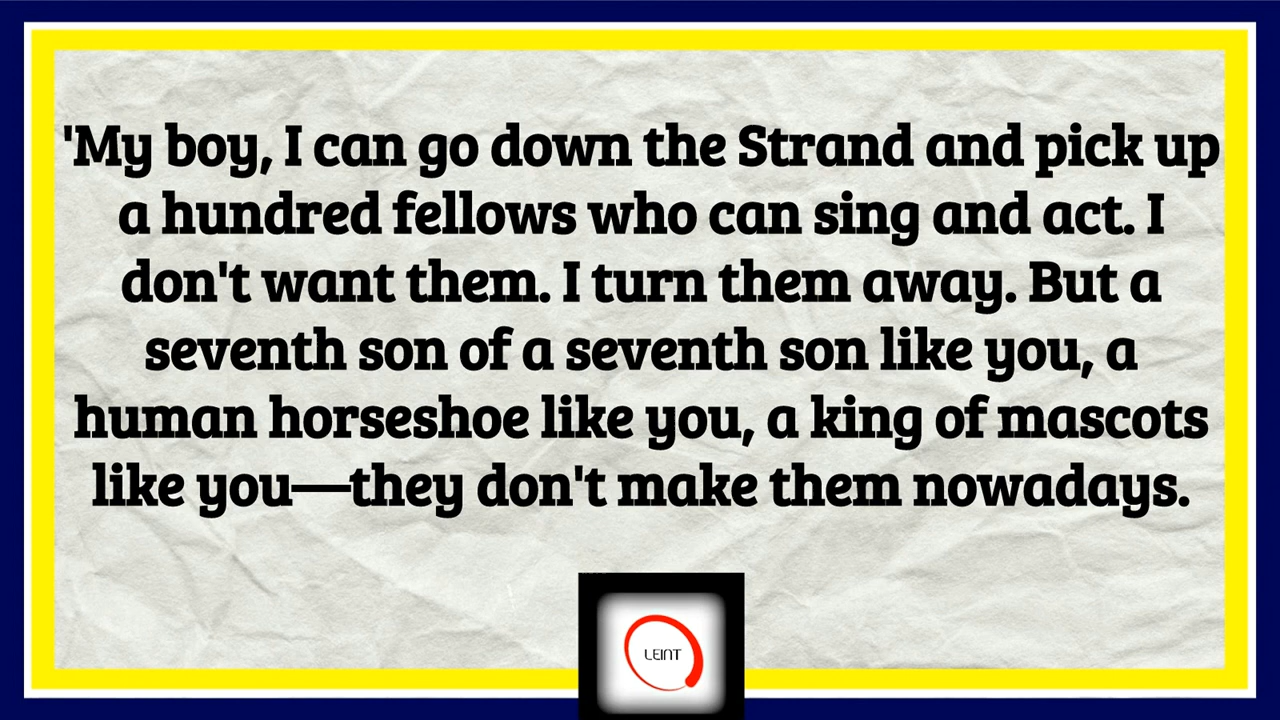 'My boy, I can go down the Strand and pick up
a hundred fellows who can sing and act. I
don't want them. I turn them away. But a
seventh son of a seventh son like you, a
human horseshoe like you, a king of mascots
like you—they don't make them nowadays.
LEINT